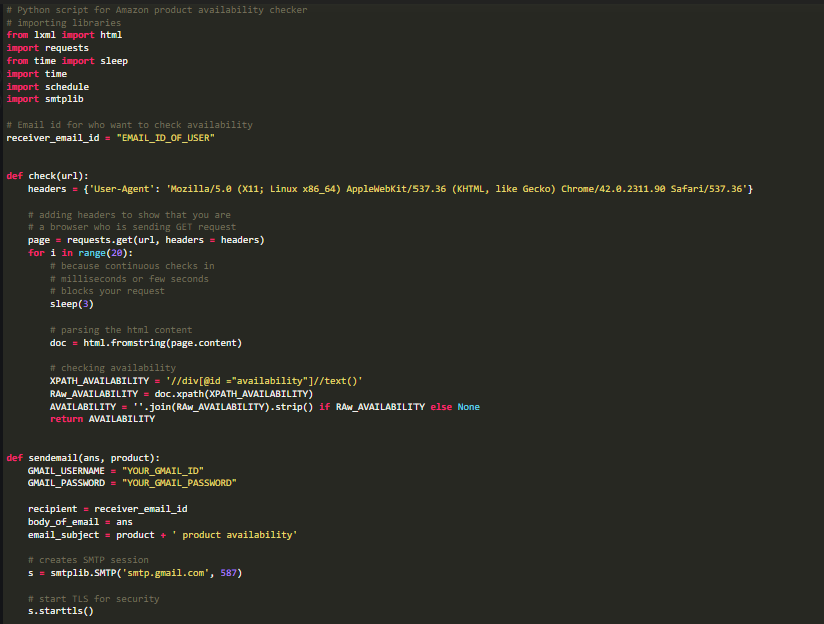 # Python script for Amazon product availability checker
# importing libraries
from lxml import html
import requests
from time import sleep
import time
import schedule
import smtplib
# Email id for who want to check availability
receiver_email_id = "EMAIL_ID_OF_USER"
def check(url):
headers = {'User-Agent': 'Mozilla/5.0 (X11; Linux x86_64) AppleWebKit/537.36 (KHTML, like Gecko) Chrome/42.0.2311.90 Safari/537.36'}
# adding headers to show that you are
# a browser who is sending GET request
page = requests.get(url, headers = headers)
for i in range(20):
# because continuous checks in
# milliseconds or few seconds
# blocks your request
sleep(3)
# parsing the html content
doc = html.fromstring(page.content)
# checking availability
XPATH_AVAILABILITY = '//div[@id ="availability"]//text()'
RAw_AVAILABILITY = doc.xpath(XPATH_AVAILABILITY)
AVAILABILITY = ''.join(RAw_AVAILABILITY).strip() if RAw_AVAILABILITY else None
return AVAILABILITY
def sendemail(ans, product):
GMAIL_USERNAME = "YOUR_GMAIL_ID"
GMAIL_PASSWORD = "YOUR_GMAIL_PASSWORD"
recipient = receiver_email_id
body_of_email = ans
email_subject = product + ' product availability'
# creates SMTP session
s = smtplib.SMTP('smtp.gmail.com', 587)
# start TLS for security
s.starttls()